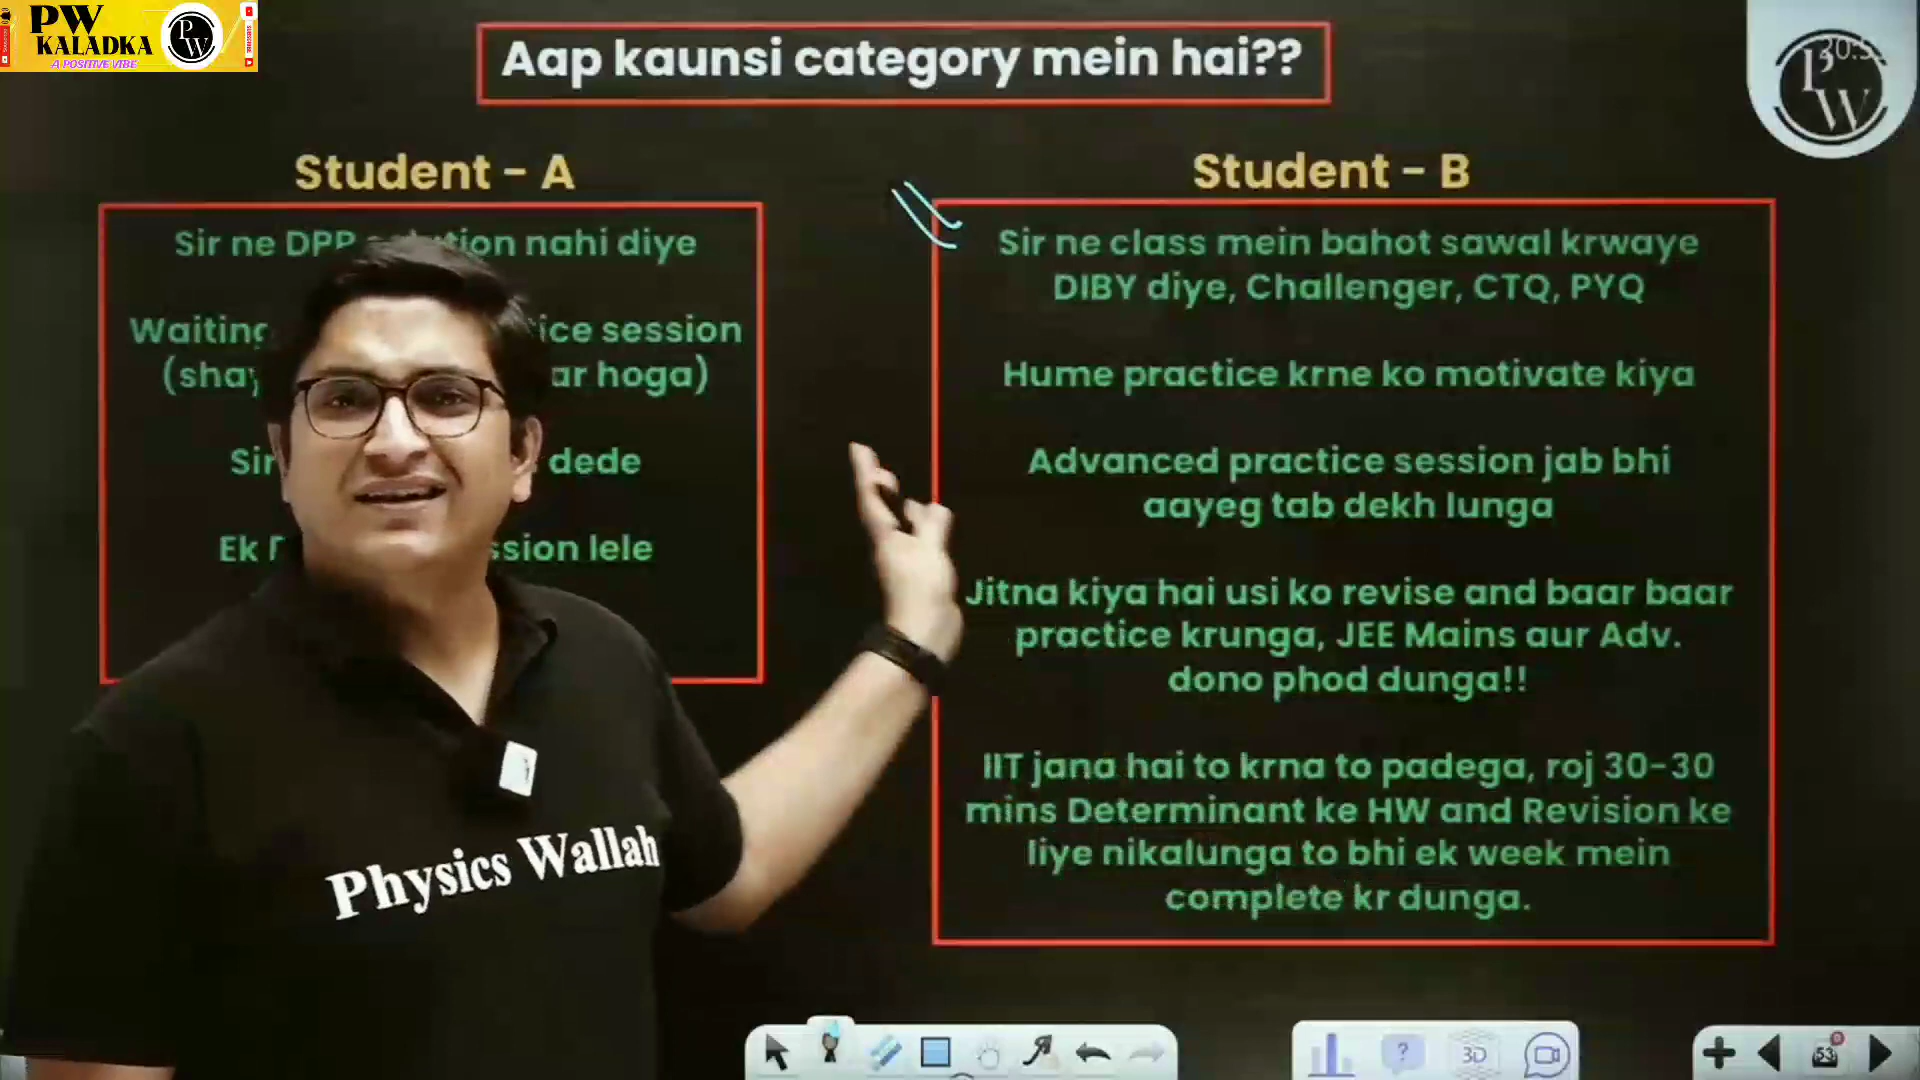 PW
KALADKA
A POSITIVE VIBE
PW
Aap kaunsi category mein hai??
PW
Student - A
Sir ne DPP solution nahi diye
Waiting session
hoga)
Sir dede
Ek lele
Student - B
Sir ne class mein bahot sawal krwaye
DIBY diye, Challenger, CTQ, PYQ
Hume practice krne ko motivate kiya
Advanced practice session jab bhi
aayeg tab dekh lunga
Jitna kiya hai usi ko revise and baar baar
practice krunga, JEE Mains aur Adv.
dono phod dunga!!
IIT jana hai to krna to padega, roj 30-30
mins Determinant ke HW and Revision ke
liye nikalunga to bhi ek week mein
complete kr dunga.
Physics Wallah
?
3D
53